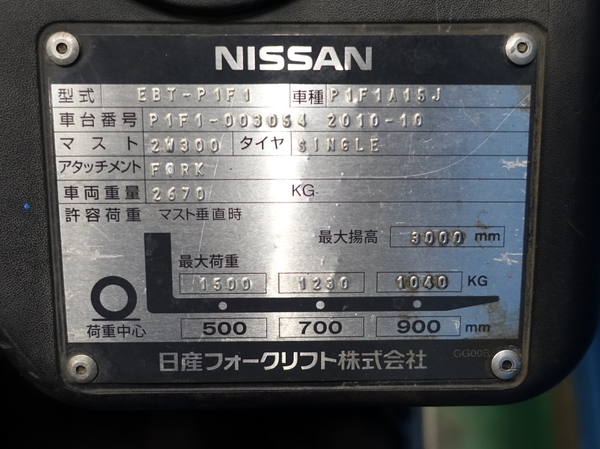 NISSAN
型式 EBT-P1F1 車種 P1F1A15J
車台番号 P1F1-003054 2010-10
マスト 2W300 タイヤ SINGLE
アタッチメント FORK
車両重量 2670 KG
許容荷重 マスト垂直時
最大揚高 3000 mm
最大荷重
1500 1230 1040 KG
荷重中心 500 700 900 mm
日産フォークリフト株式会社